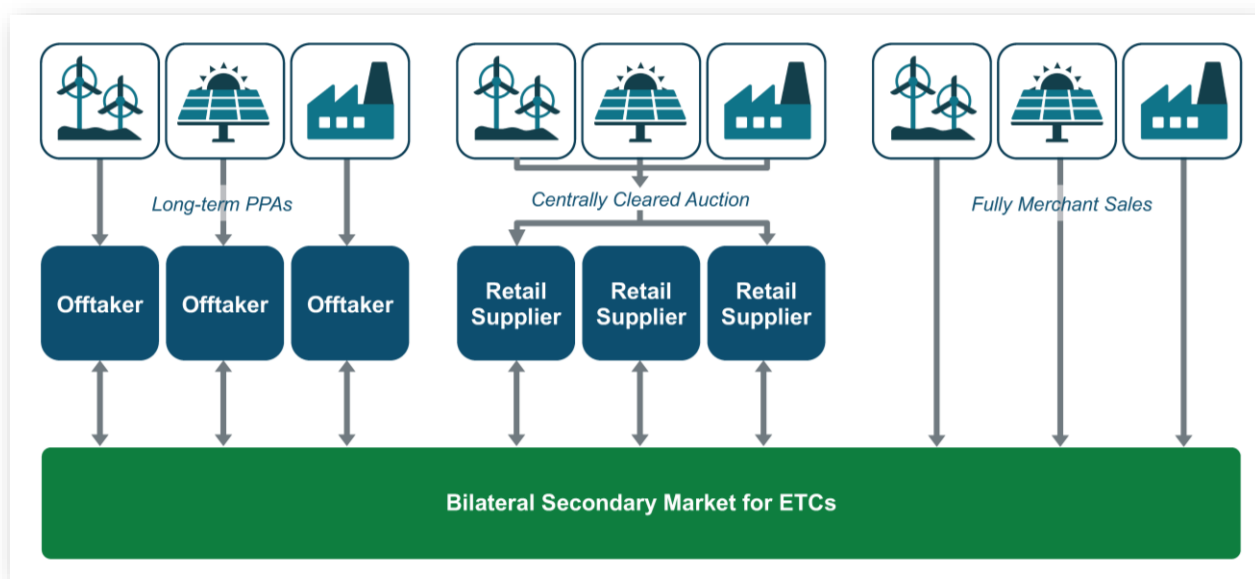 Long-term PPAs
Centrally Cleared Auction
Fully Merchant Sales
Offtaker
Offtaker
Offtaker
Retail
Supplier
Retail
Supplier
Retail
Supplier
Bilateral Secondary Market for ETCs